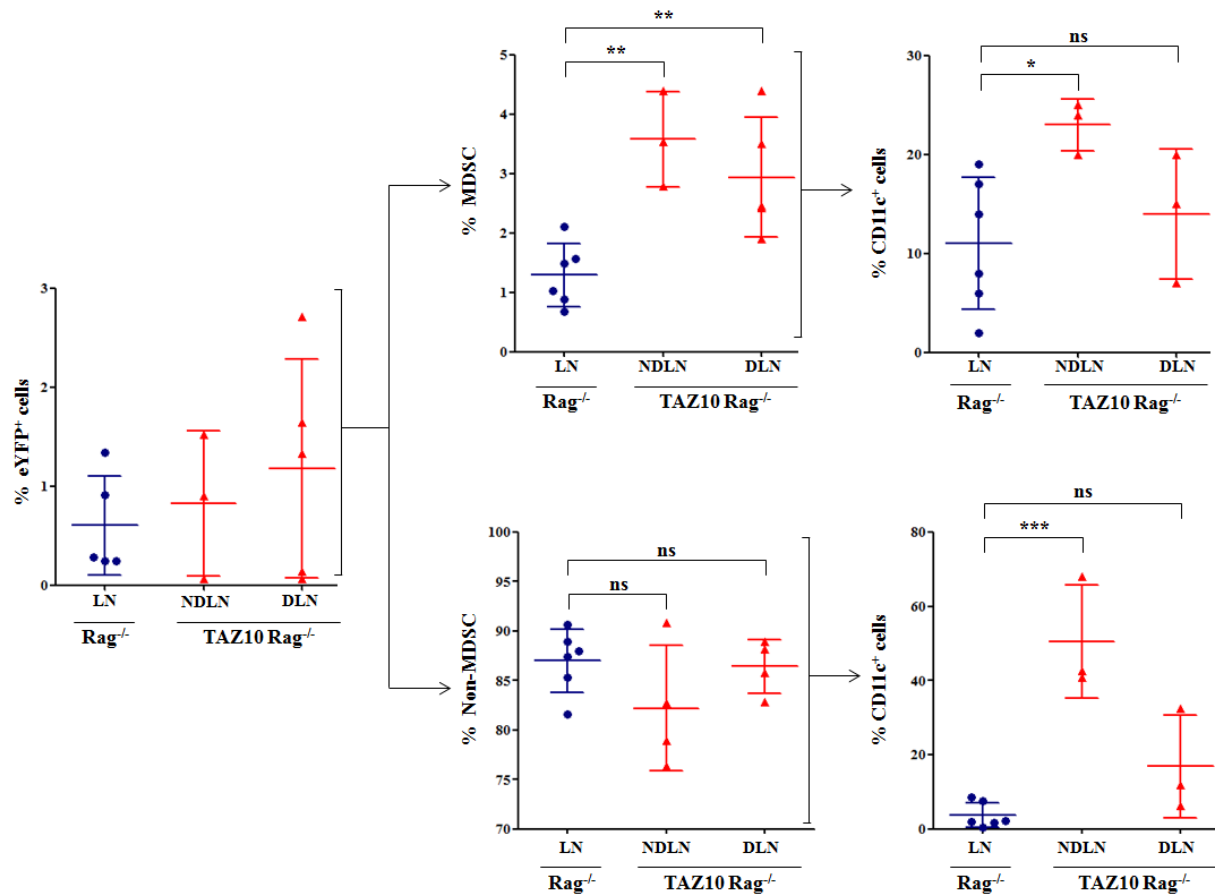 % eYFP⁺ cells
3
2
1
0
LN
NDLN
DLN
Rag⁻/⁻
TAZ10 Rag⁻/⁻
% MDSC
5
4
3
2
1
0
**
**
LN
NDLN
DLN
Rag⁻/⁻
TAZ10 Rag⁻/⁻
% CD11c⁺ cells
30
20
10
0
ns
*
LN
NDLN
DLN
Rag⁻/⁻
TAZ10 Rag⁻/⁻
% Non-MDSC
100
95
90
85
80
75
70
ns
ns
LN
NDLN
DLN
Rag⁻/⁻
TAZ10 Rag⁻/⁻
% CD11c⁺ cells
80
60
40
20
0
ns
***
LN
NDLN
DLN
Rag⁻/⁻
TAZ10 Rag⁻/⁻